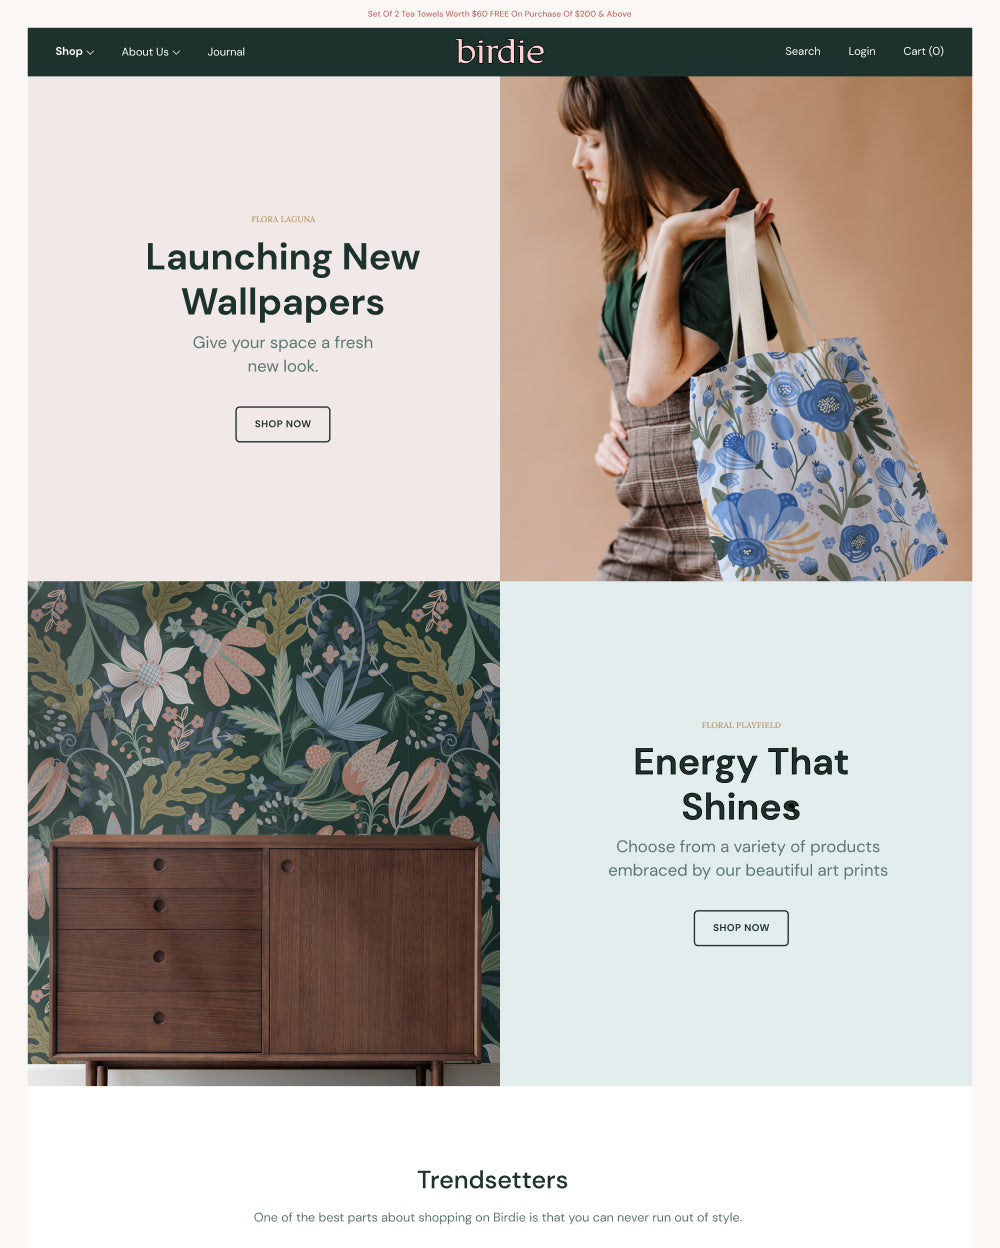 Set Of 2 Tea Towels Worth $60 FREE On Purchase Of $200 & Above
Shop About Us Journal birdie Search Login Cart (0)
FLORA LAGUNA
Launching New
Wallpapers
Give your space a fresh
new look.
SHOP NOW
FLORAL PLAYFIELD
Energy That
Shines
Choose from a variety of products
embraced by our beautiful art prints
SHOP NOW
Trendsetters
One of the best parts about shopping on Birdie is that you can never run out of style.